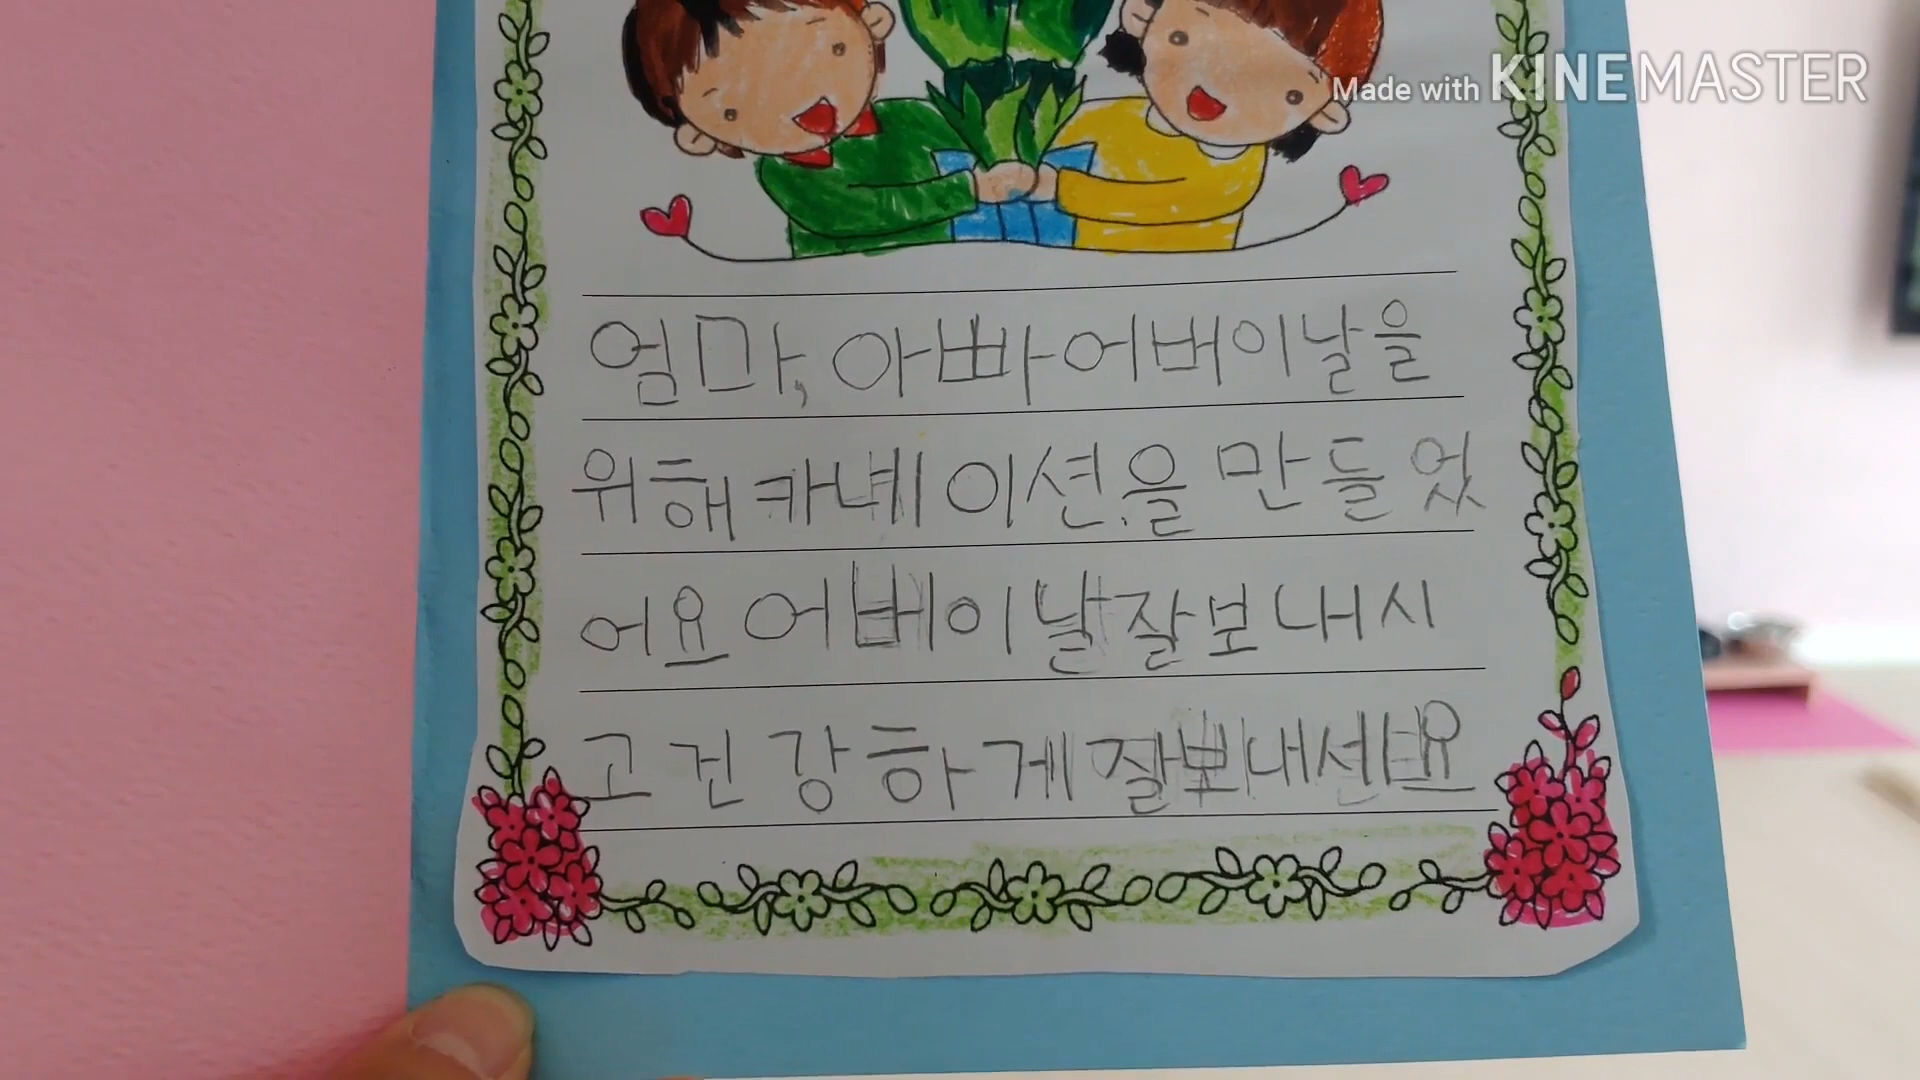 Made with KINEMASTER
엄마, 아빠 어버이날을
위해 카네이션을 만들었
어요 어버이날 잘 보내시
고 건강하게 잘 보내세요